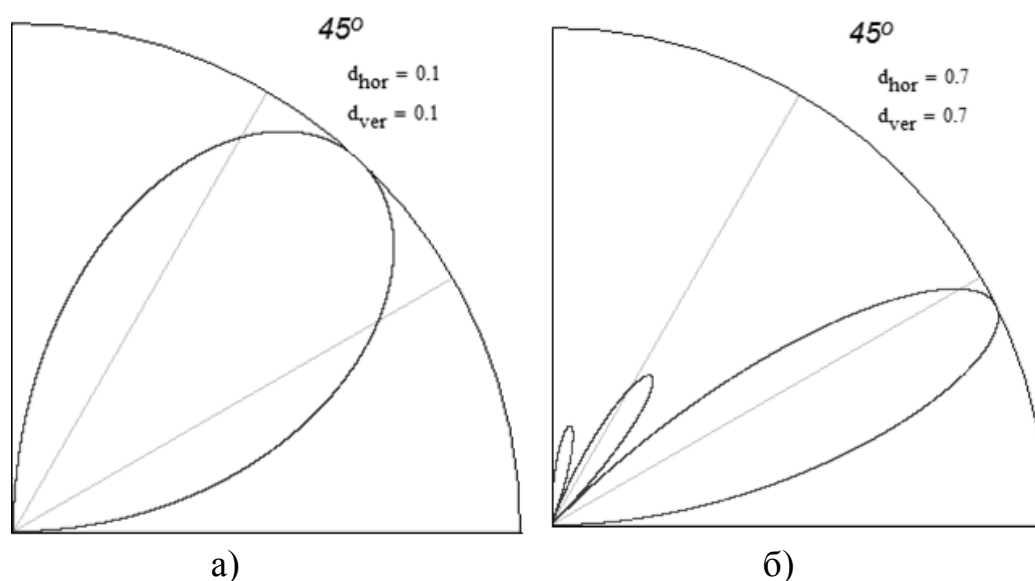 45º
d_hor = 0.1
d_ver = 0.1
а)
45º
d_hor = 0.7
d_ver = 0.7
б)